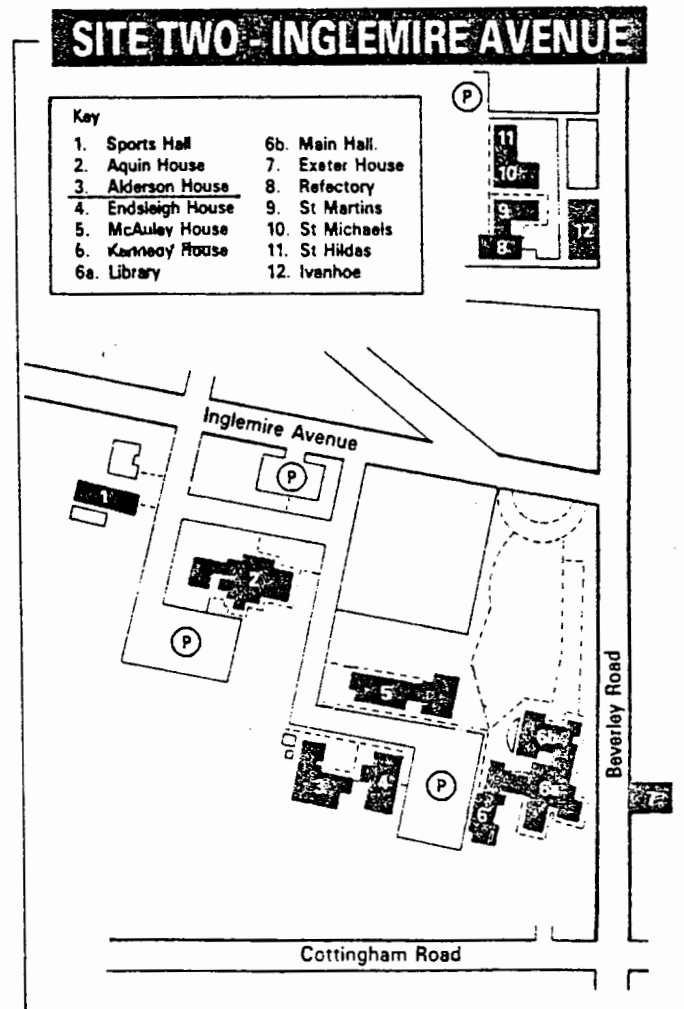 SITE TWO - INGLEMIRE AVENUE
Key
1. Sports Hall
2. Aquin House
3. Alderson House
4. Endsleigh House
5. McAuley House
6. Kennedy House
6a. Library
6b. Main Hall.
7. Exeter House
8. Refectory
9. St Martins
10. St Michaels
11. St Hildas
12. Ivanhoe
P
11
10
9
8
12
Inglemire Avenue
P
1
2
P
5
Beverley Road
3
4
P
6
7
Cottingham Road